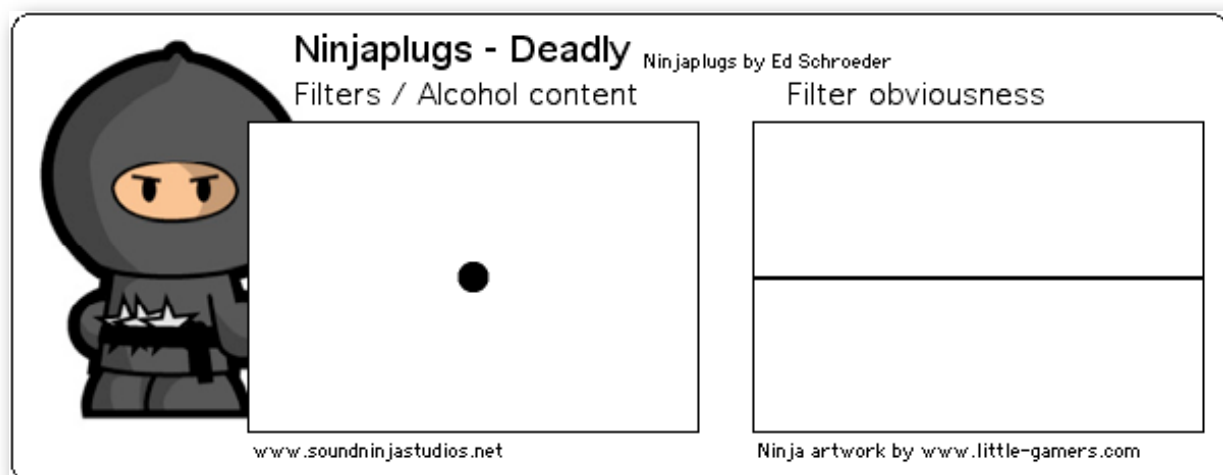 Ninjaplugs - Deadly Ninjaplugs by Ed Schroeder
Filters / Alcohol content
Filter obviousness
www.soundninjastudios.net
Ninja artwork by www.little-gamers.com